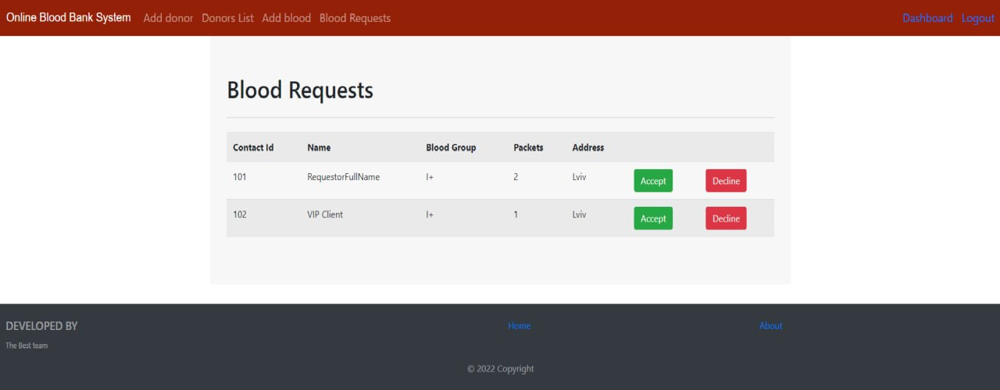 Online Blood Bank System Add donor Donors List Add blood Blood Requests Dashboard Logout
Blood Requests
Contact Id Name Blood Group Packets Address
101 RequestorFullName I+ 2 Lviv Accept Decline
102 VIP Client I+ 1 Lviv Accept Decline
DEVELOPED BY Home About
The Best team
© 2022 Copyright